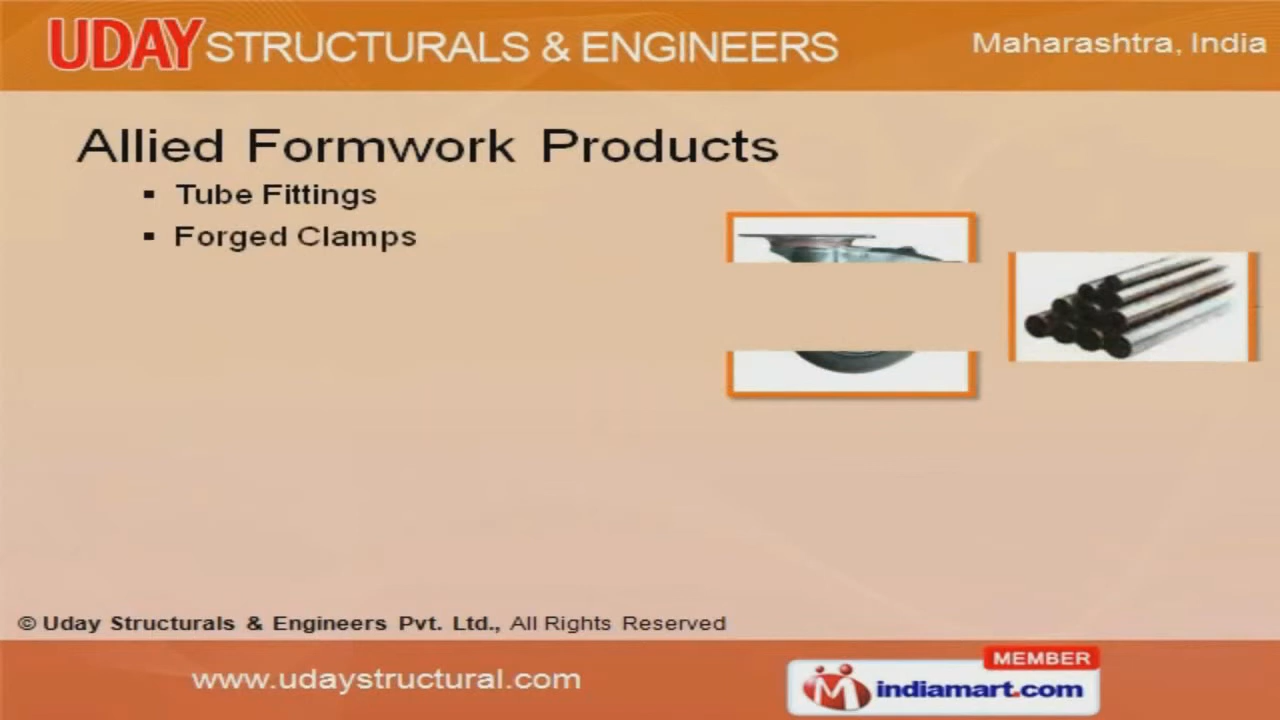 UDAY STRUCTURALS & ENGINEERS
Maharashtra, India
Allied Formwork Products
▪ Tube Fittings
▪ Forged Clamps
© Uday Structurals & Engineers Pvt. Ltd., All Rights Reserved
www.udaystructural.com
MEMBER
indiamart.com